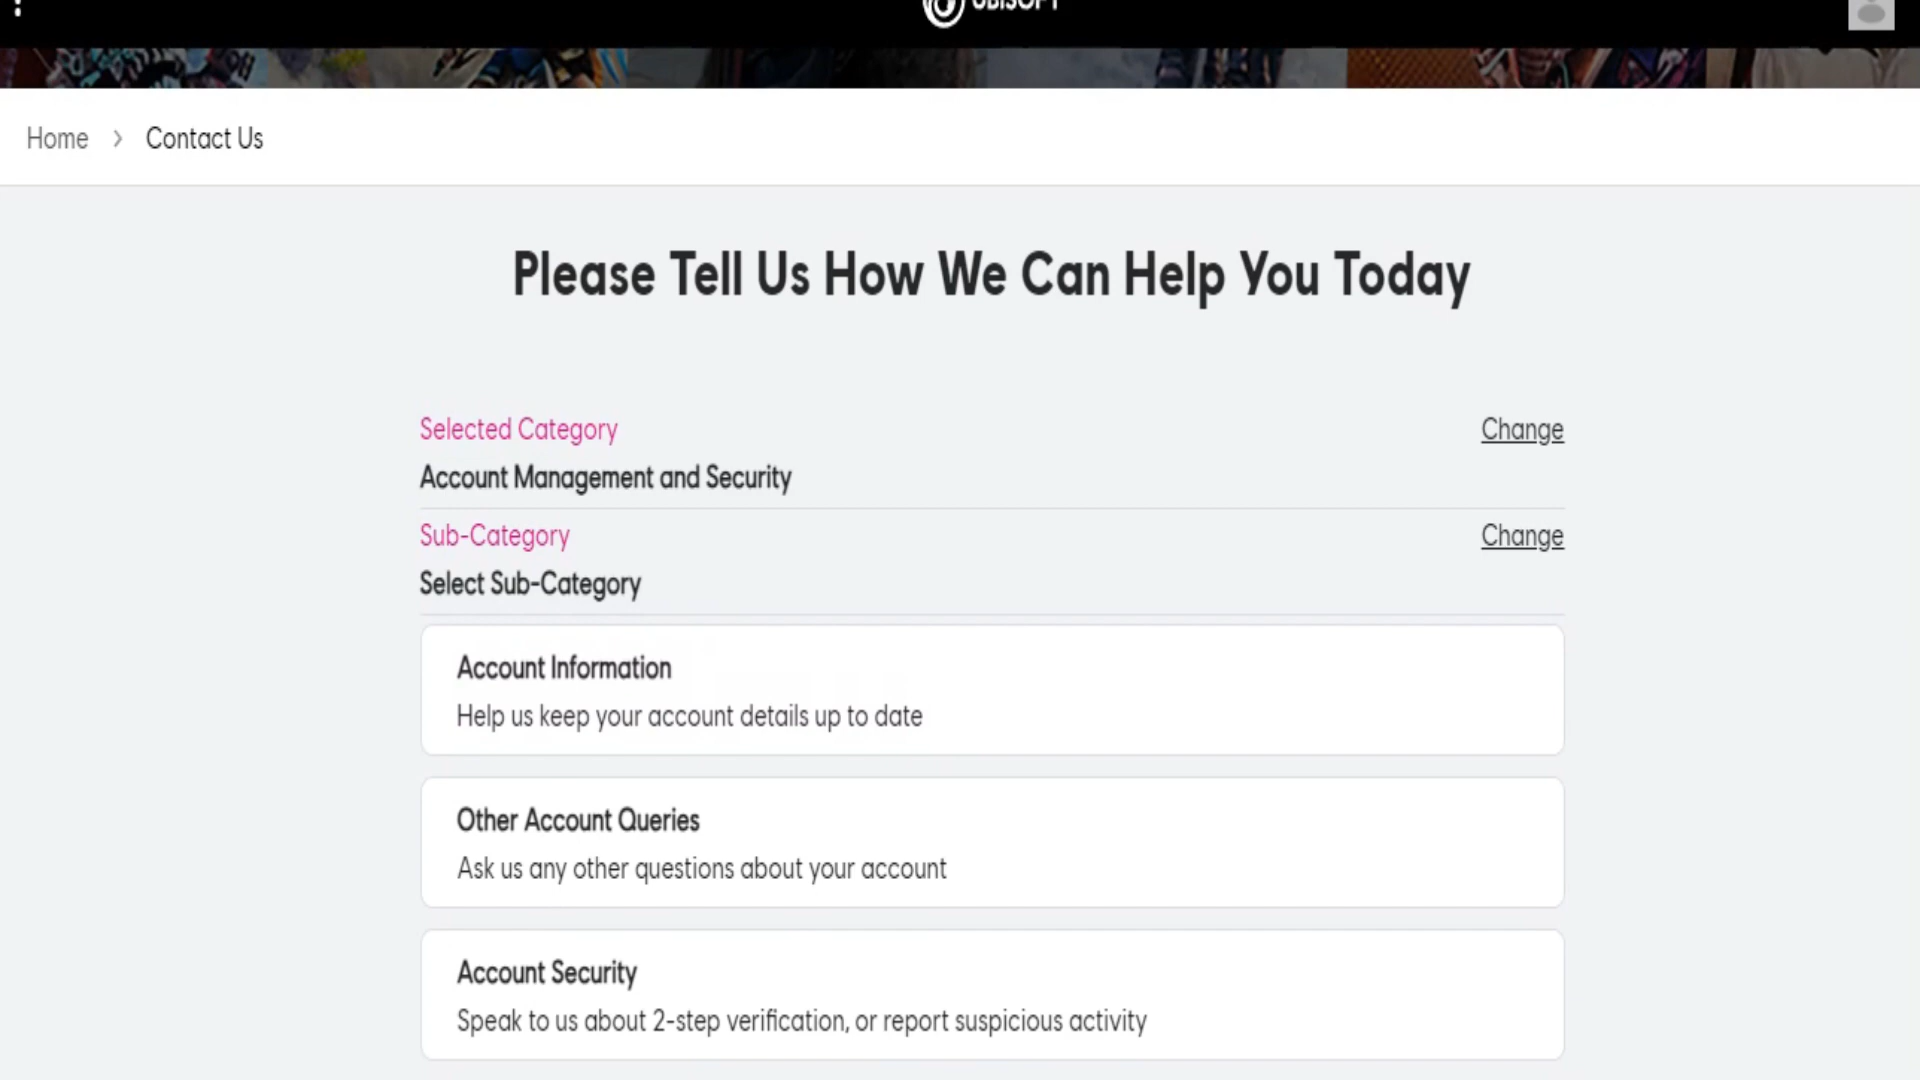 UBISOFT
Home > Contact Us
Please Tell Us How We Can Help You Today
Selected Category
Change
Account Management and Security
Sub-Category
Change
Select Sub-Category
Account Information
Help us keep your account details up to date
Other Account Queries
Ask us any other questions about your account
Account Security
Speak to us about 2-step verification, or report suspicious activity